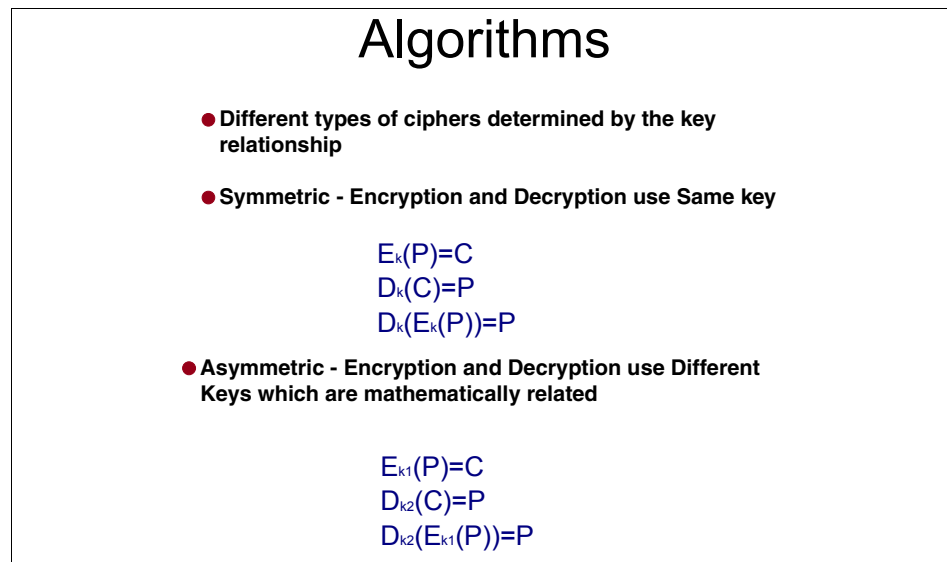 Algorithms
● Different types of ciphers determined by the key
relationship
● Symmetric - Encryption and Decryption use Same key
Eₖ(P)=C
Dₖ(C)=P
Dₖ(Eₖ(P))=P
● Asymmetric - Encryption and Decryption use Different
Keys which are mathematically related
Eₖ₁(P)=C
Dₖ₂(C)=P
Dₖ₂(Eₖ₁(P))=P